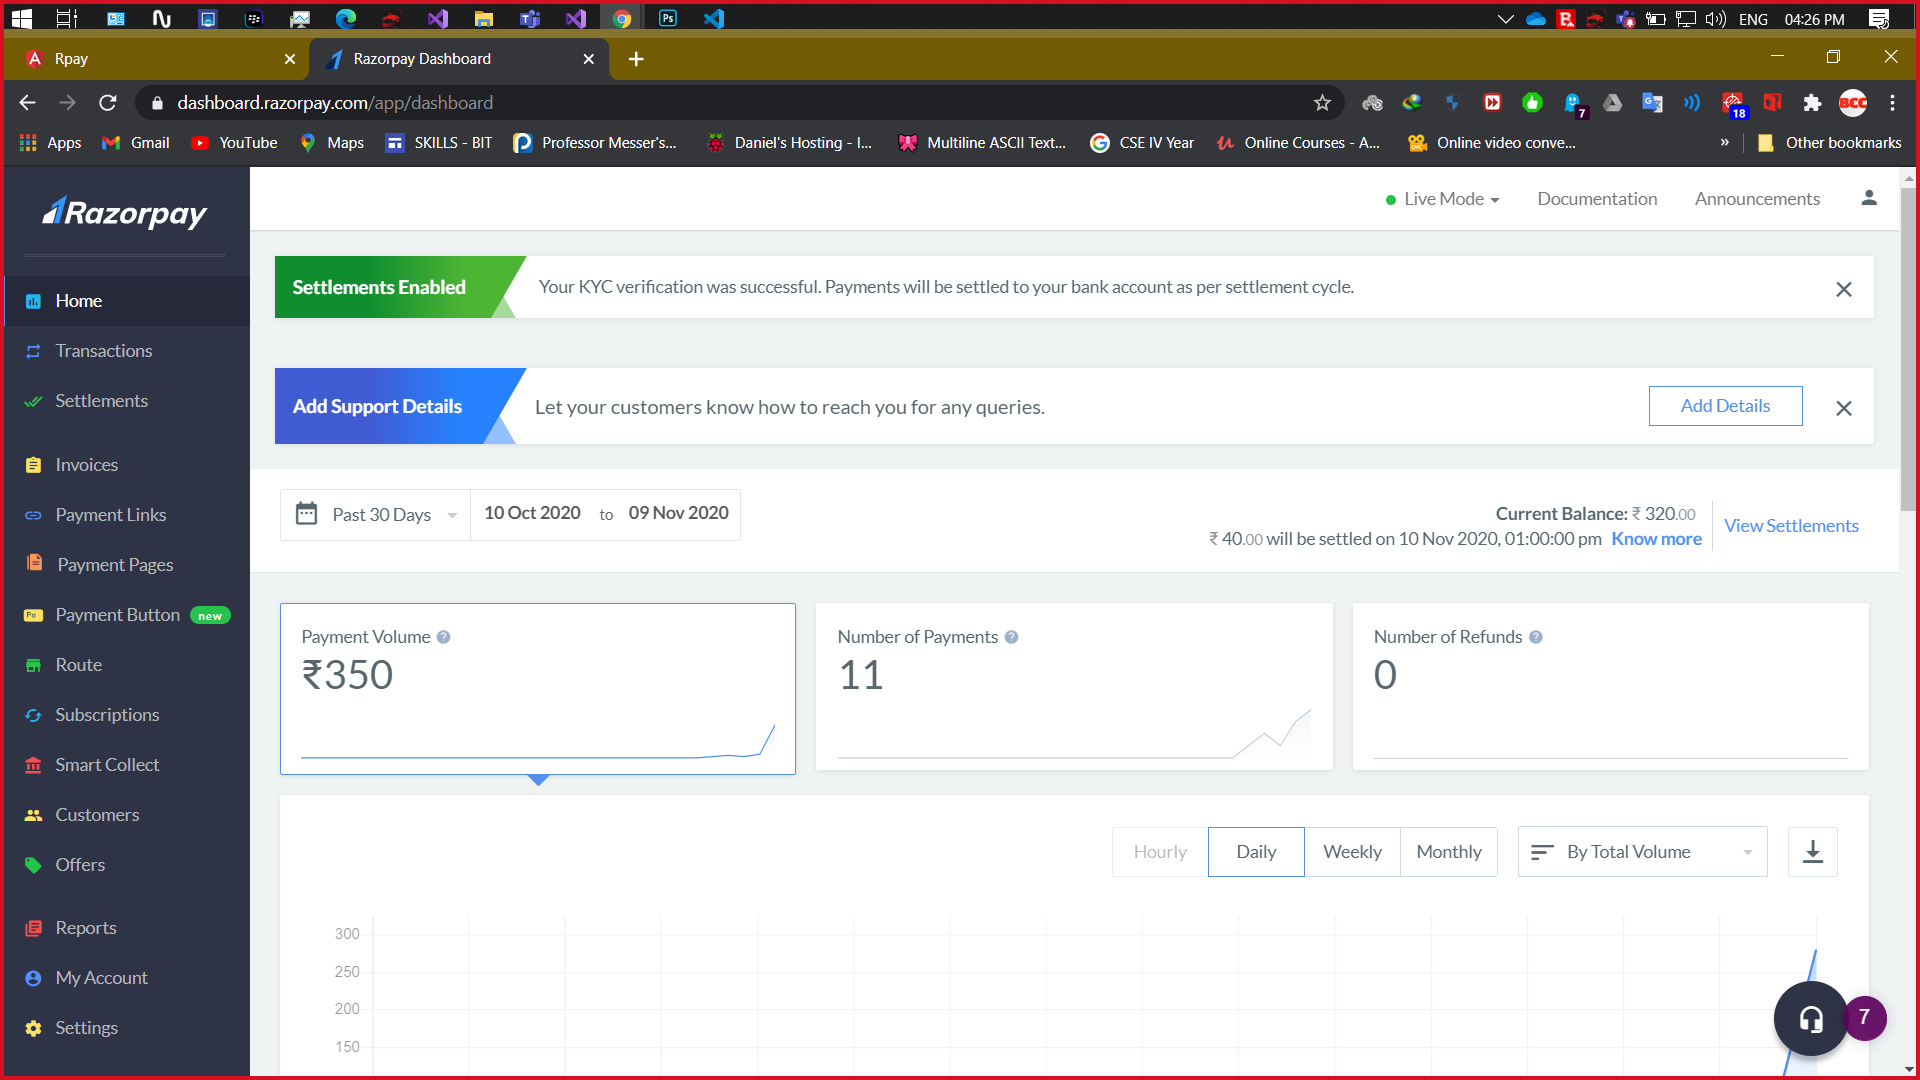 ENG 04:26 PM
Rpay
Razorpay Dashboard
dashboard.razorpay.com/app/dashboard
7
18
BCC
Apps
Gmail
YouTube
Maps
SKILLS - BIT
Professor Messer's...
Daniel's Hosting - I...
Multiline ASCII Text...
CSE IV Year
Online Courses - A...
Online video conve...
»
Other bookmarks
Razorpay
Live Mode
Documentation
Announcements
Settlements Enabled
Your KYC verification was successful. Payments will be settled to your bank account as per settlement cycle.
Home
Transactions
Settlements
Add Support Details
Let your customers know how to reach you for any queries.
Add Details
Invoices
Payment Links
Payment Pages
Payment Button new
Route
Subscriptions
Smart Collect
Customers
Offers
Reports
My Account
Settings
Past 30 Days
10 Oct 2020 to 09 Nov 2020
Current Balance: ₹ 320.00
₹ 40.00 will be settled on 10 Nov 2020, 01:00:00 pm Know more
View Settlements
Payment Volume
₹350
Number of Payments
11
Number of Refunds
0
Hourly
Daily
Weekly
Monthly
By Total Volume
300
250
200
150
7